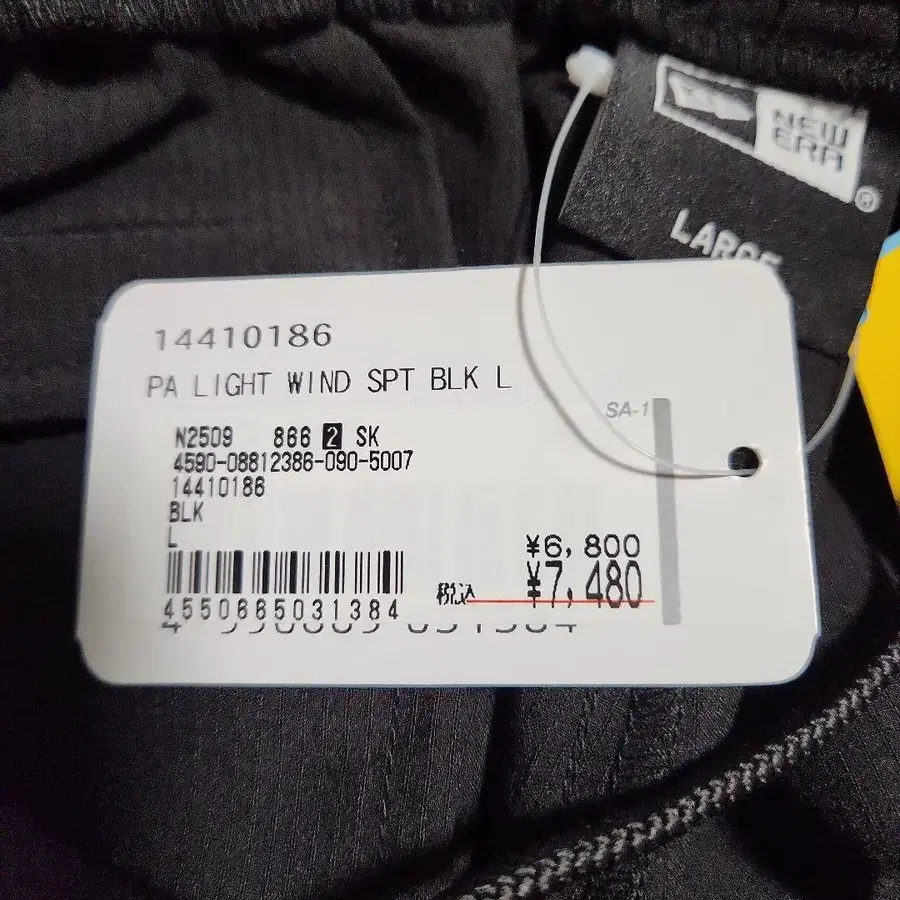 NEW
ERA
®
LARGE
14410186
PA LIGHT WIND SPT BLK L
SA-1
N2509 866 2 SK
4590-08812386-090-5007
14410186
BLK
L
¥6,800
税込 ¥7,480
4550665031384